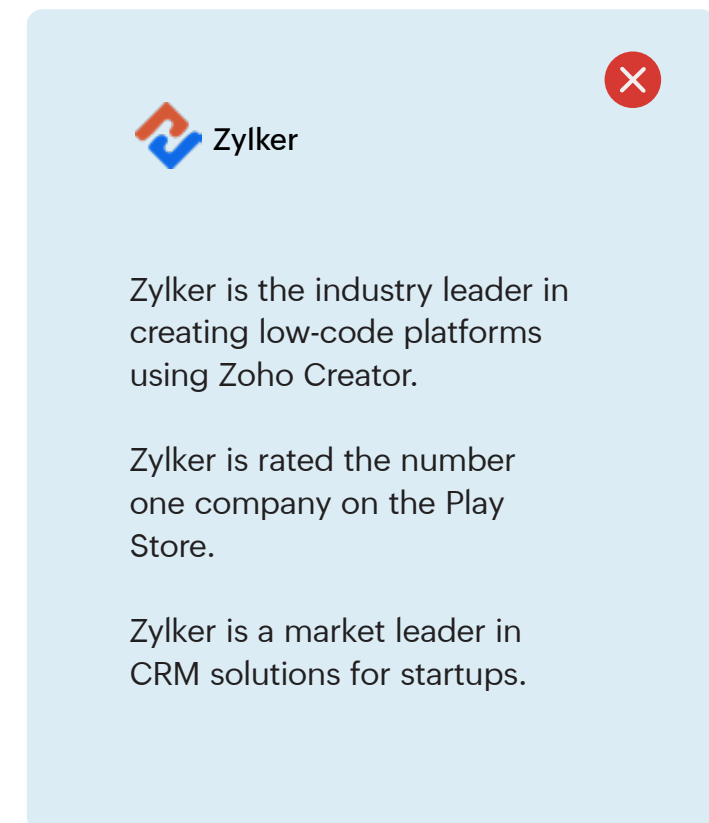 Zylker
Zylker is the industry leader in
creating low-code platforms
using Zoho Creator.
Zylker is rated the number
one company on the Play
Store.
Zylker is a market leader in
CRM solutions for startups.